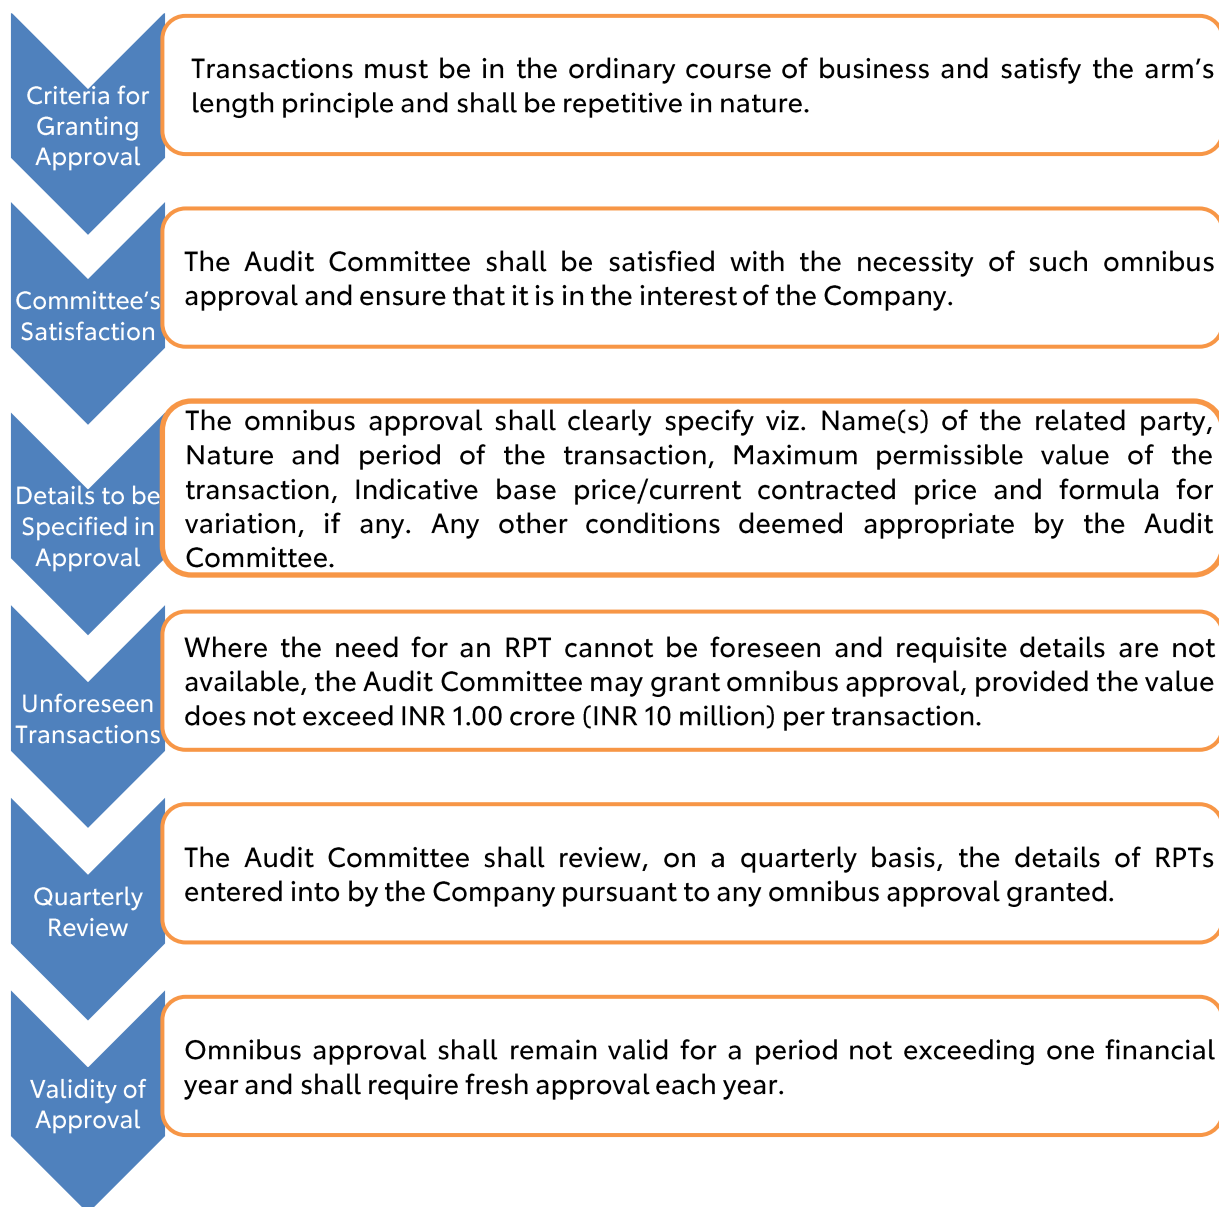 Criteria for
Granting
Approval
Transactions must be in the ordinary course of business and satisfy the arm’s
length principle and shall be repetitive in nature.
Committee’s
Satisfaction
The Audit Committee shall be satisfied with the necessity of such omnibus
approval and ensure that it is in the interest of the Company.
Details to be
Specified in
Approval
The omnibus approval shall clearly specify viz. Name(s) of the related party,
Nature and period of the transaction, Maximum permissible value of the
transaction, Indicative base price/current contracted price and formula for
variation, if any. Any other conditions deemed appropriate by the Audit
Committee.
Unforeseen
Transactions
Where the need for an RPT cannot be foreseen and requisite details are not
available, the Audit Committee may grant omnibus approval, provided the value
does not exceed INR 1.00 crore (INR 10 million) per transaction.
Quarterly
Review
The Audit Committee shall review, on a quarterly basis, the details of RPTs
entered into by the Company pursuant to any omnibus approval granted.
Validity of
Approval
Omnibus approval shall remain valid for a period not exceeding one financial
year and shall require fresh approval each year.